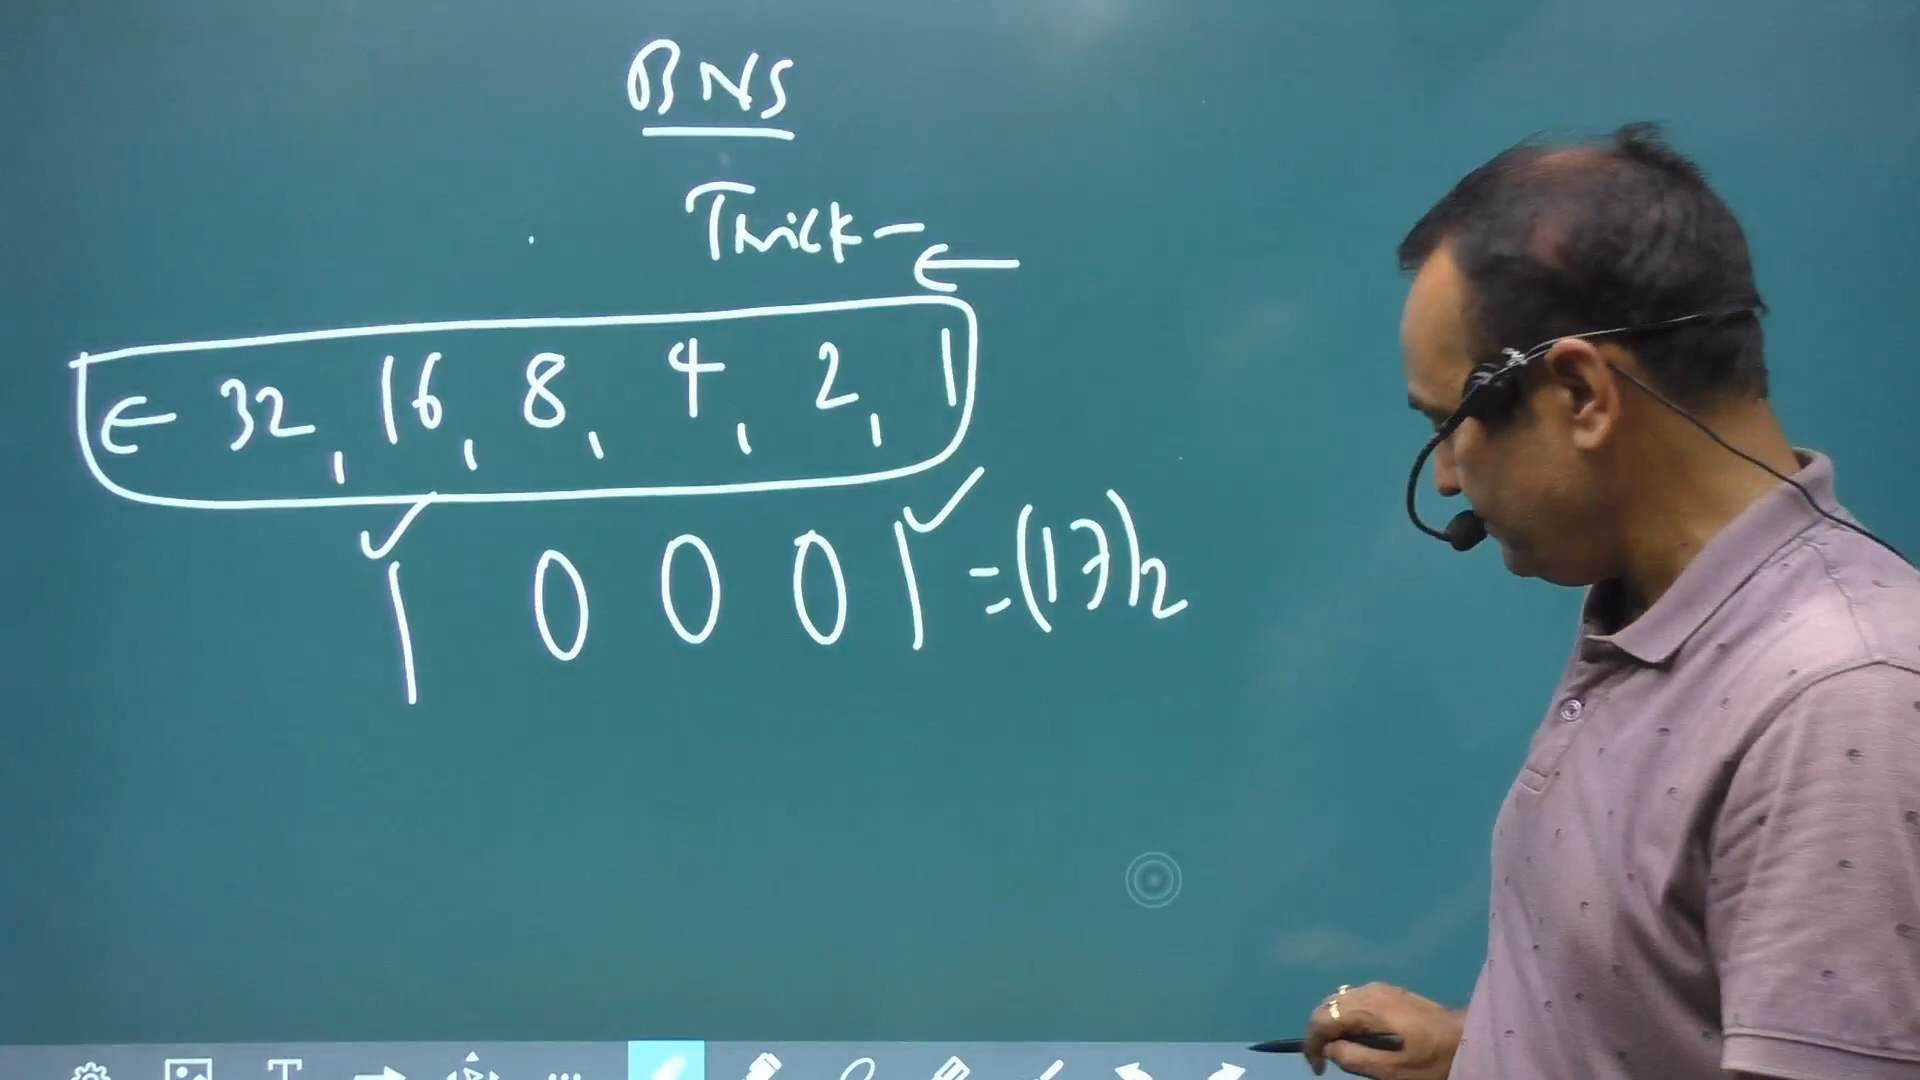 BNS
Trick -
←
← 32, 16, 8, 4, 2, 1
1 0 0 0 1 = (17)2